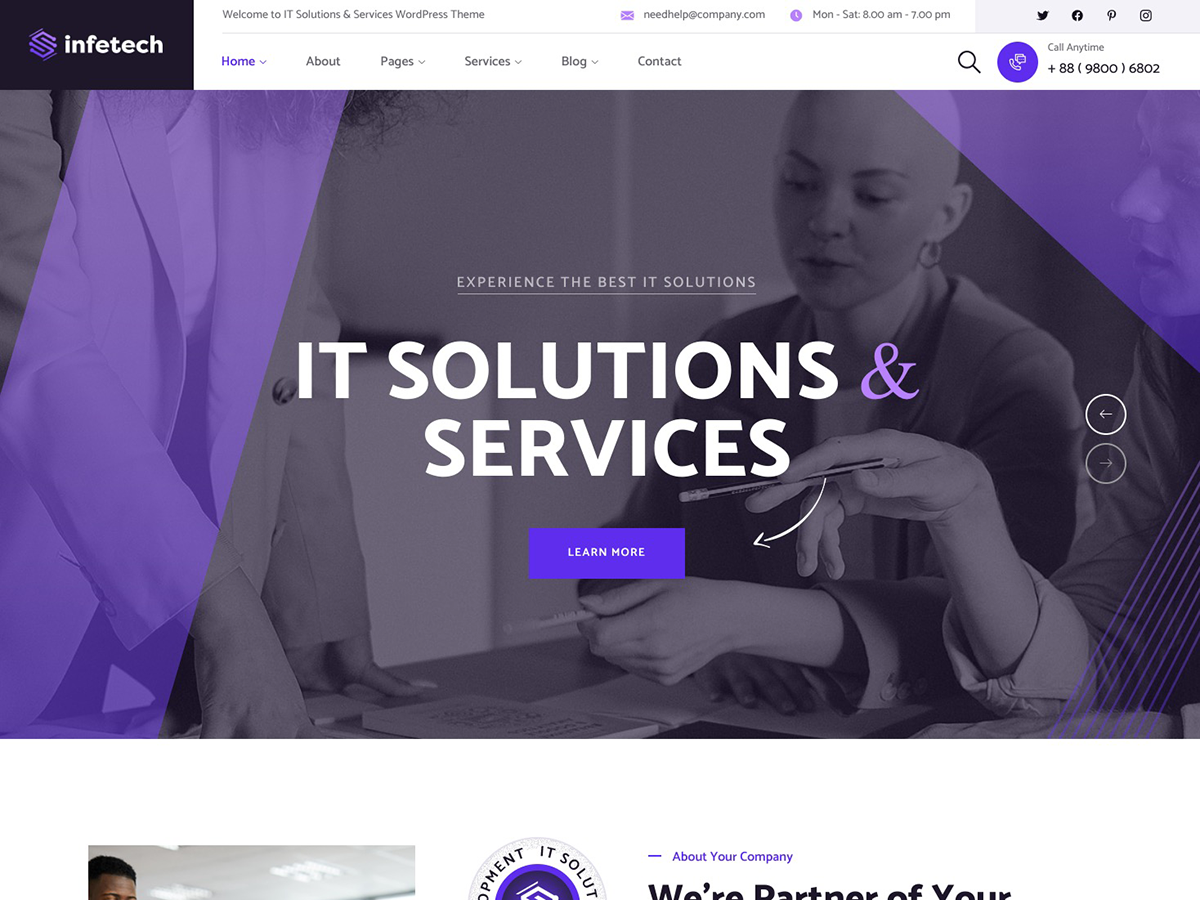 infetech
Welcome to IT Solutions & Services WordPress Theme
needhelp@company.com
Mon - Sat: 8.00 am - 7.00 pm
Home
About
Pages
Services
Blog
Contact
Call Anytime
+ 88 ( 9800 ) 6802
EXPERIENCE THE BEST IT SOLUTIONS
IT SOLUTIONS &
SERVICES
LEARN MORE
OPMENT IT SOLUT
About Your Company
We're Partner of Your